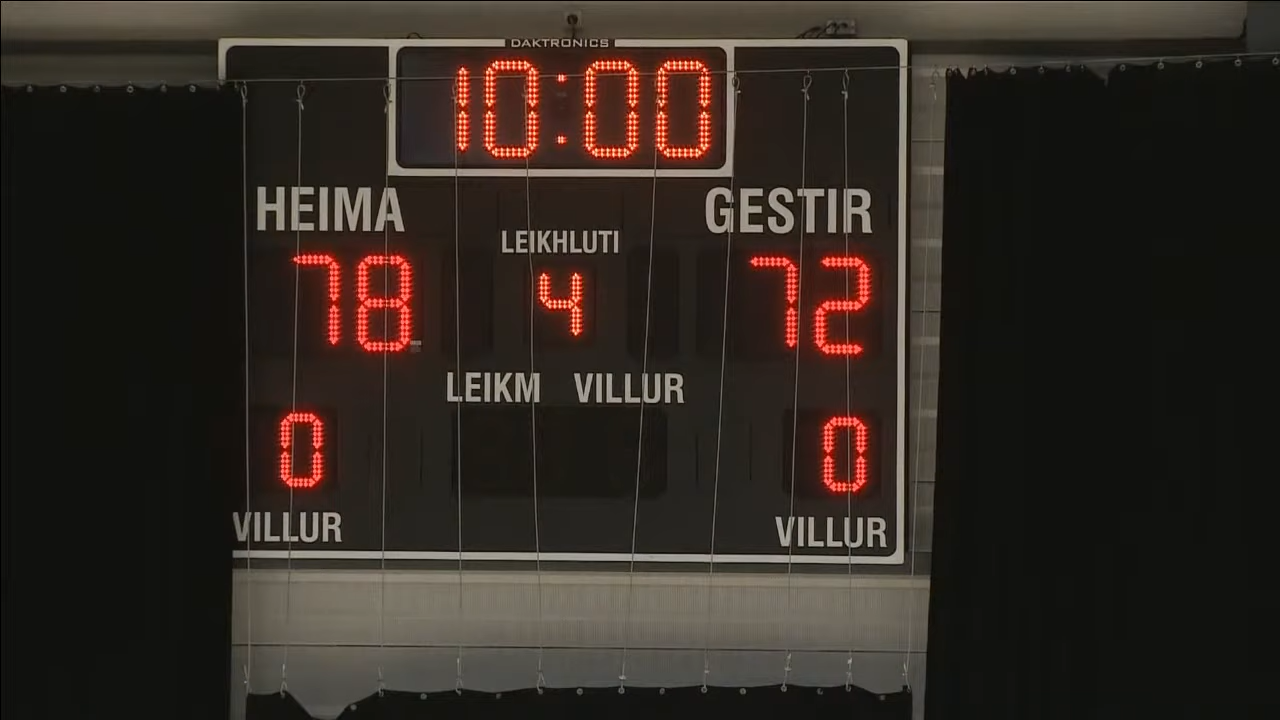 DAKTRONICS
10:00
HEIMA
GESTIR
LEIKHLUTI
78
4
72
LEIKM VILLUR
0
0
VILLUR
VILLUR